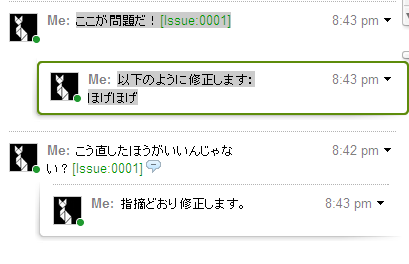 Me: ここが問題だ！[Issue:0001] 8:43 pm
Me: 以下のように修正します: 8:43 pm
ほげほげ
Me: こう直したほうがいいんじゃな 8:42 pm
い？[Issue:0001]
Me: 指摘どおり修正します。 8:43 pm